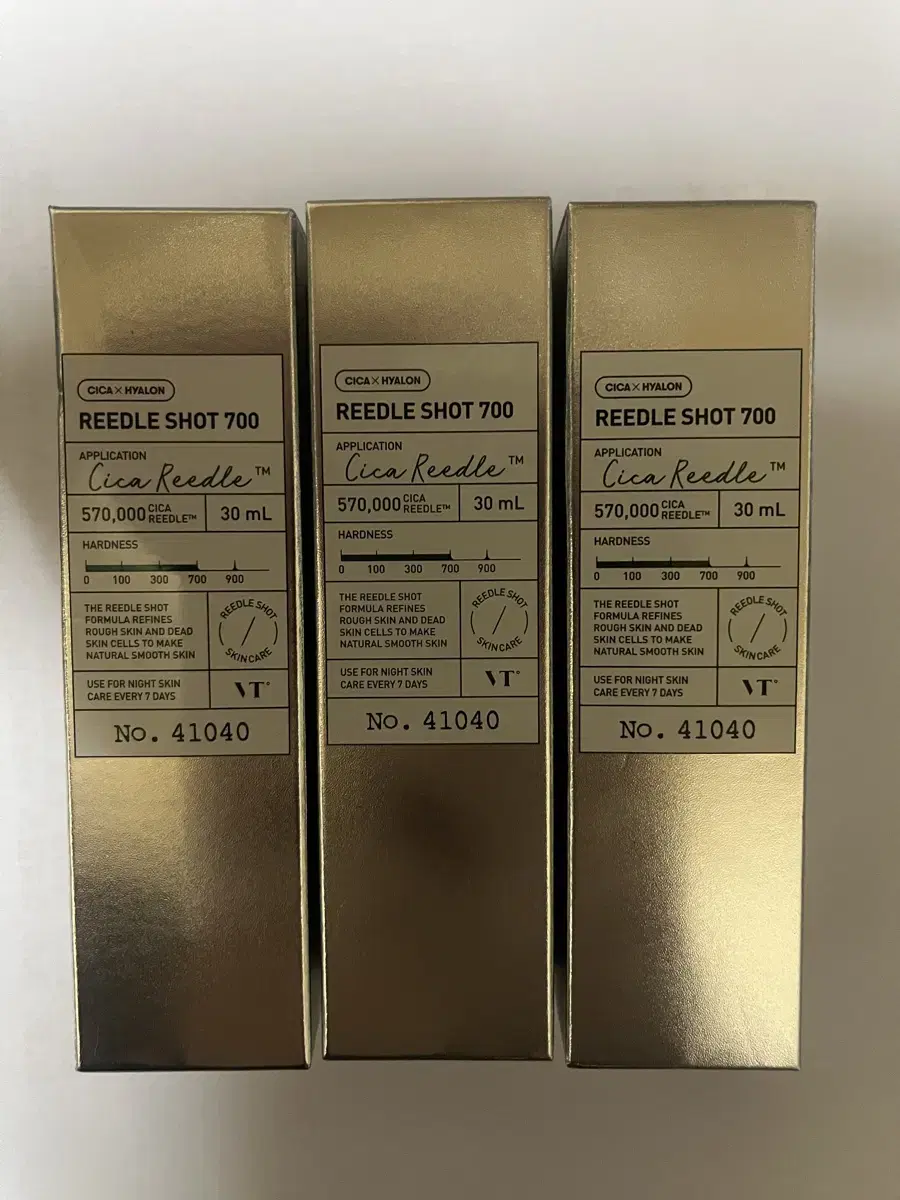 CICA×HYALON
REEDLE SHOT 700
APPLICATION
Cica Reedle™
570,000 CICA REEDLE™ 30 mL
HARDNESS
0 100 300 700 900
THE REEDLE SHOT
FORMULA REFINES
ROUGH SKIN AND DEAD
SKIN CELLS TO MAKE
NATURAL SMOOTH SKIN
REEDLE SHOT
SKINCARE
USE FOR NIGHT SKIN
CARE EVERY 7 DAYS
VT°
No. 41040
CICA×HYALON
REEDLE SHOT 700
APPLICATION
Cica Reedle™
570,000 CICA REEDLE™ 30 mL
HARDNESS
0 100 300 700 900
THE REEDLE SHOT
FORMULA REFINES
ROUGH SKIN AND DEAD
SKIN CELLS TO MAKE
NATURAL SMOOTH SKIN
REEDLE SHOT
SKINCARE
USE FOR NIGHT SKIN
CARE EVERY 7 DAYS
VT°
No. 41040
CICA×HYALON
REEDLE SHOT 700
APPLICATION
Cica Reedle™
570,000 CICA REEDLE™ 30 mL
HARDNESS
0 100 300 700 900
THE REEDLE SHOT
FORMULA REFINES
ROUGH SKIN AND DEAD
SKIN CELLS TO MAKE
NATURAL SMOOTH SKIN
REEDLE SHOT
SKINCARE
USE FOR NIGHT SKIN
CARE EVERY 7 DAYS
VT°
No. 41040